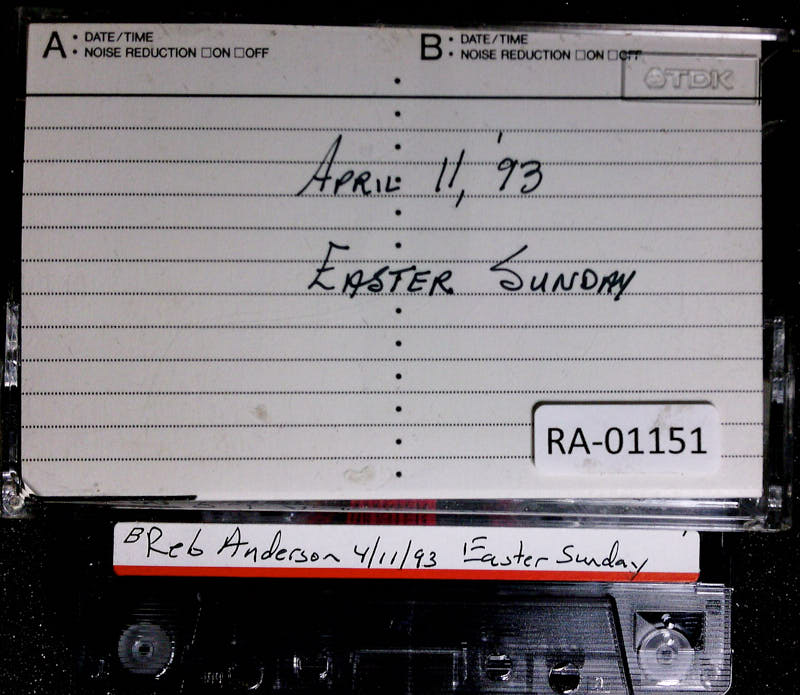 A • DATE/TIME
• NOISE REDUCTION □ON □OFF
B • DATE/TIME
• NOISE REDUCTION □ON □OFF
TDK
APRIL 11, '93
EASTER SUNDAY
RA-01151
B Reb Anderson 4/11/93 Easter Sunday